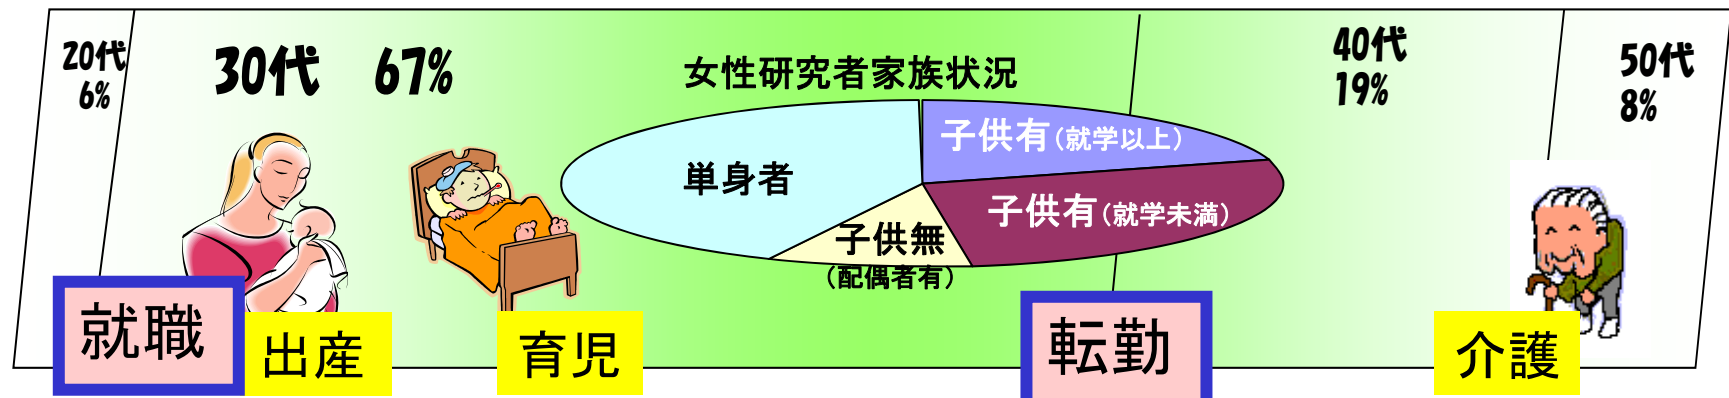 20代
6%
30代 67%
女性研究者家族状況
40代
19%
50代
8%
子供有(就学以上)
単身者
子供有(就学未満)
子供無
(配偶者有)
就職
出産
育児
転勤
介護